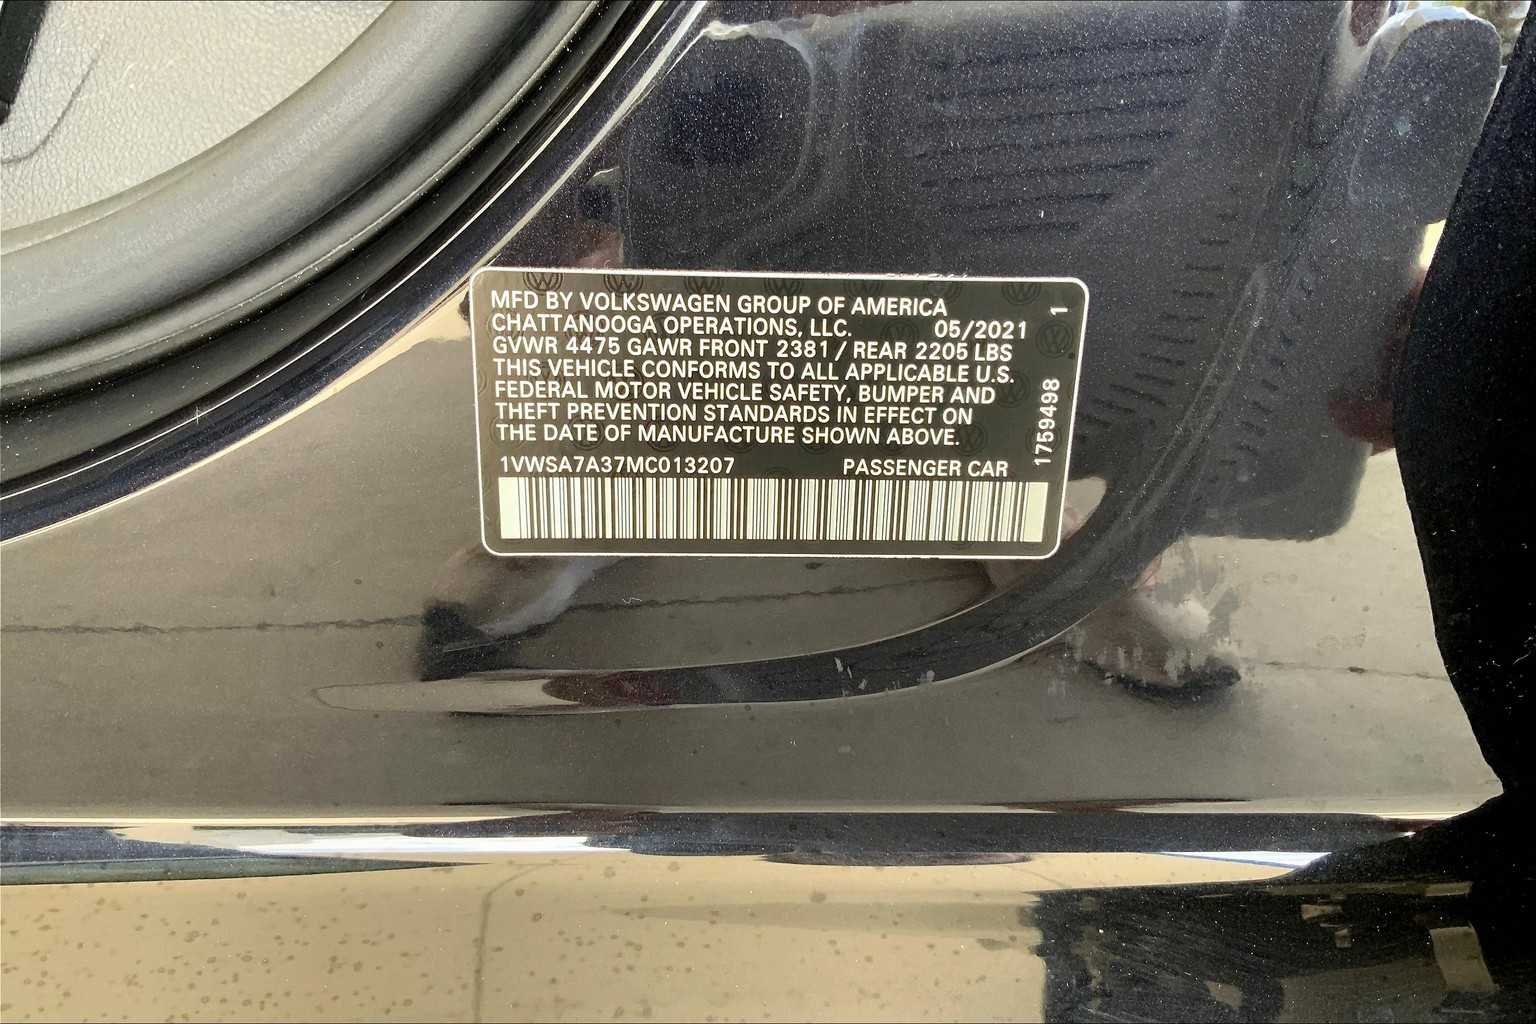 MFD BY VOLKSWAGEN GROUP OF AMERICA
CHATTANOOGA OPERATIONS, LLC. 05/2021
GVWR 4475 GAWR FRONT 2381 / REAR 2205 LBS
THIS VEHICLE CONFORMS TO ALL APPLICABLE U.S.
FEDERAL MOTOR VEHICLE SAFETY, BUMPER AND
THEFT PREVENTION STANDARDS IN EFFECT ON
THE DATE OF MANUFACTURE SHOWN ABOVE.
1VWSA7A37MC013207 PASSENGER CAR
1759498 1